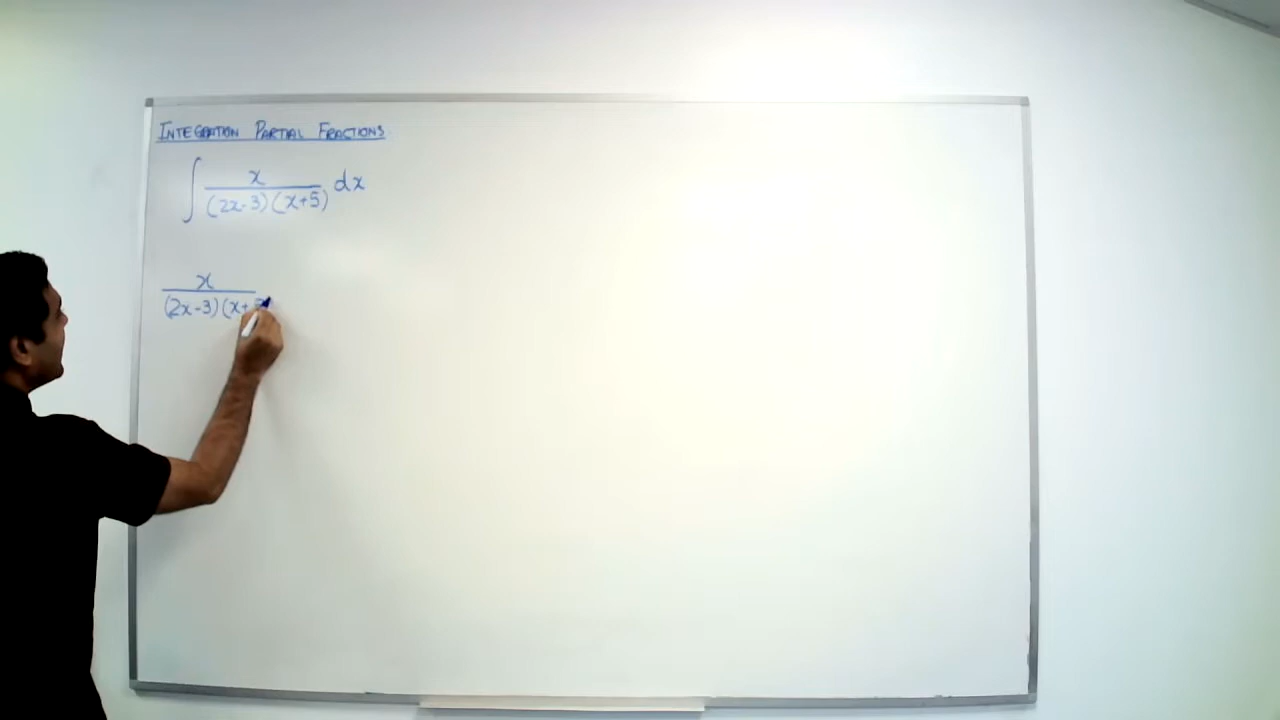 INTEGRATION PARTIAL FRACTIONS
∫ x / (2x-3)(x+5) dx
x / (2x-3)(x+